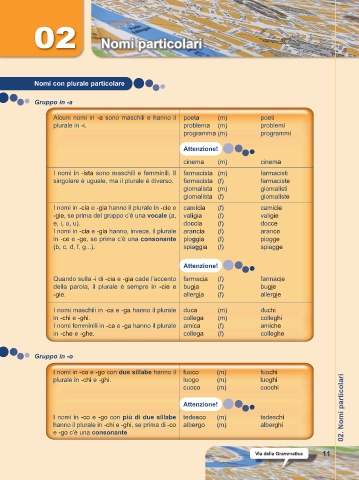 02
Nomi particolari
Nomi con plurale particolare
Gruppo in -a
Alcuni nomi in -a sono maschili e hanno il plurale in -i.
poeta (m) poeti
problema (m) problemi
programma (m) programmi
Attenzione!
cinema (m) cinema
I nomi in -ista sono maschili e femminili. Il
singolare è uguale, ma il plurale è diverso.
farmacista (m) farmacisti
farmacista (f) farmaciste
giornalista (m) giornalisti
giornalista (f) giornaliste
I nomi in -cia e -gia hanno il plurale in -cie e
-gie, se prima del gruppo c'è una vocale (a,
e, i, o, u).
I nomi in -cia e -gia hanno, invece, il plurale
in -ce e -ge, se prima c'è una consonante
(b, c, d, f, g...).
camicia (f) camicie
valigia (f) valigie
doccia (f) docce
arancia (f) arance
pioggia (f) piogge
spiaggia (f) spiagge
Attenzione!
Quando sulla -i di -cia e -gia cade l'accento
della parola, il plurale è sempre in -cie e
-gie.
farmacia (f) farmacie
bugia (f) bugie
allergia (f) allergie
I nomi maschili in -ca e -ga hanno il plurale
in -chi e -ghi.
I nomi femminili in -ca e -ga hanno il plurale
in -che e -ghe.
duca (m) duchi
collega (m) colleghi
amica (f) amiche
collega (f) colleghe
Gruppo in -o
I nomi in -co e -go con due sillabe hanno il
plurale in -chi e -ghi.
fuoco (m) fuochi
luogo (m) luoghi
cuoco (m) cuochi
Attenzione!
I nomi in -co e -go con più di due sillabe
hanno il plurale in -chi e -ghi, se prima di -co
e -go c'è una consonante
tedesco (m) tedeschi
albergo (m) alberghi
02. Nomi particolari
Via della Grammatica
11